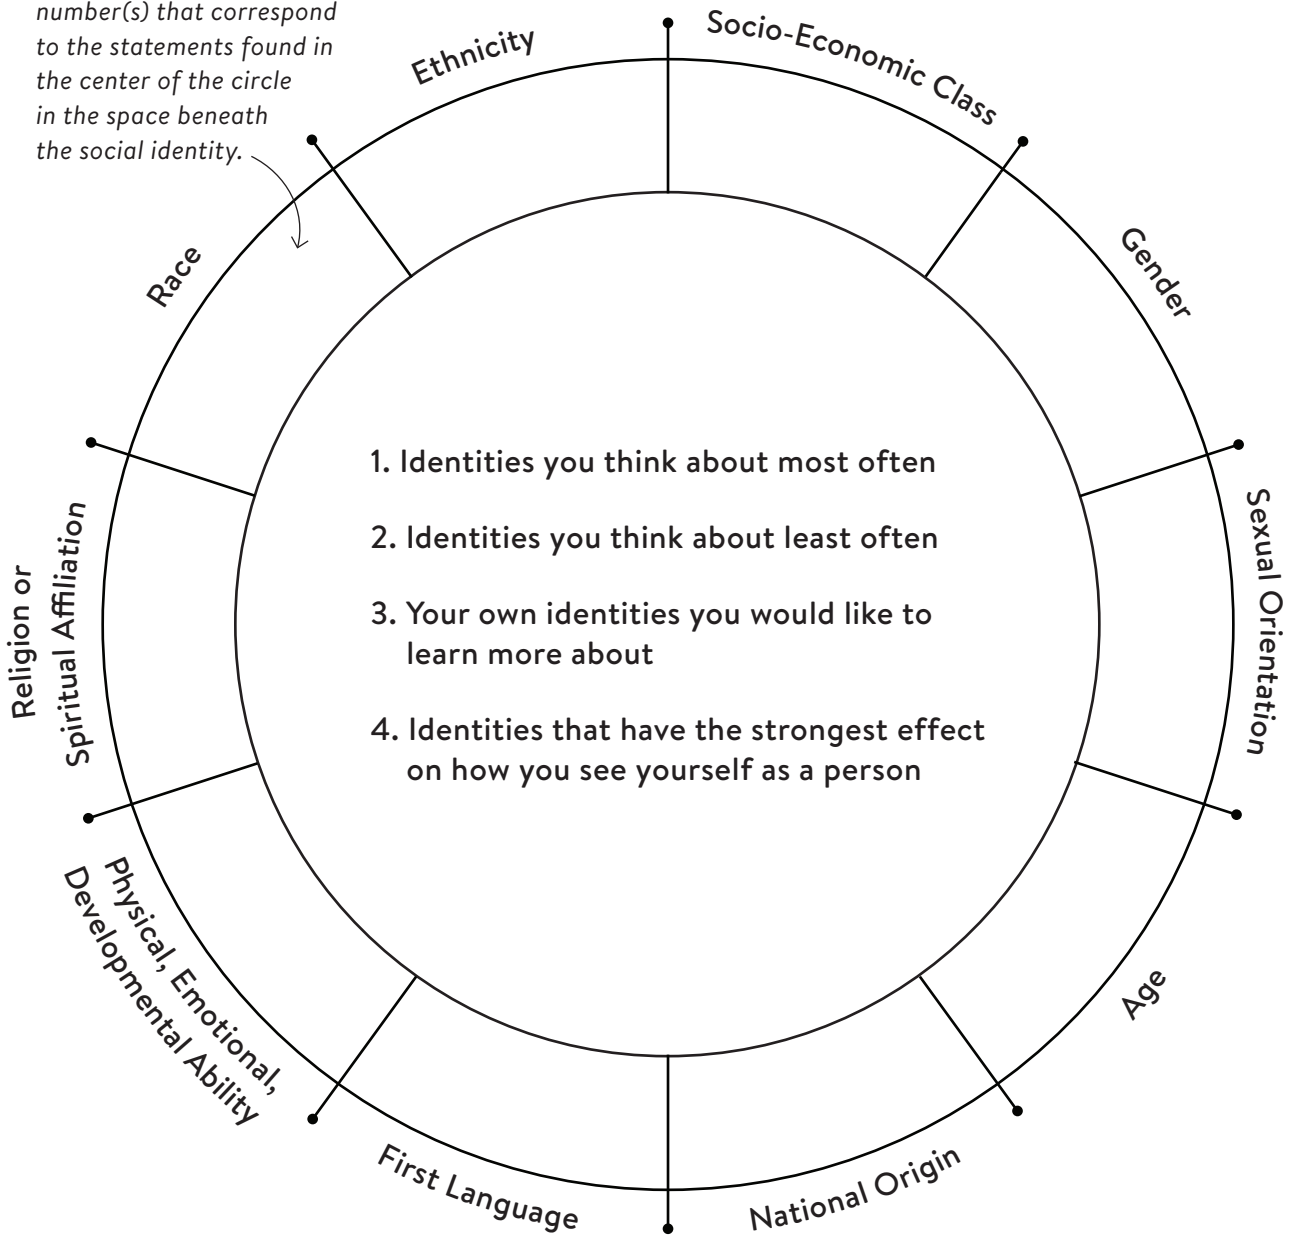 number(s) that correspond
to the statements found in
the center of the circle
in the space beneath
the social identity.
Ethnicity
Socio-Economic Class
Gender
Sexual Orientation
Age
National Origin
First Language
Physical, Emotional,
Developmental Ability
Religion or
Spiritual Affiliation
Race
1. Identities you think about most often
2. Identities you think about least often
3. Your own identities you would like to
learn more about
4. Identities that have the strongest effect
on how you see yourself as a person